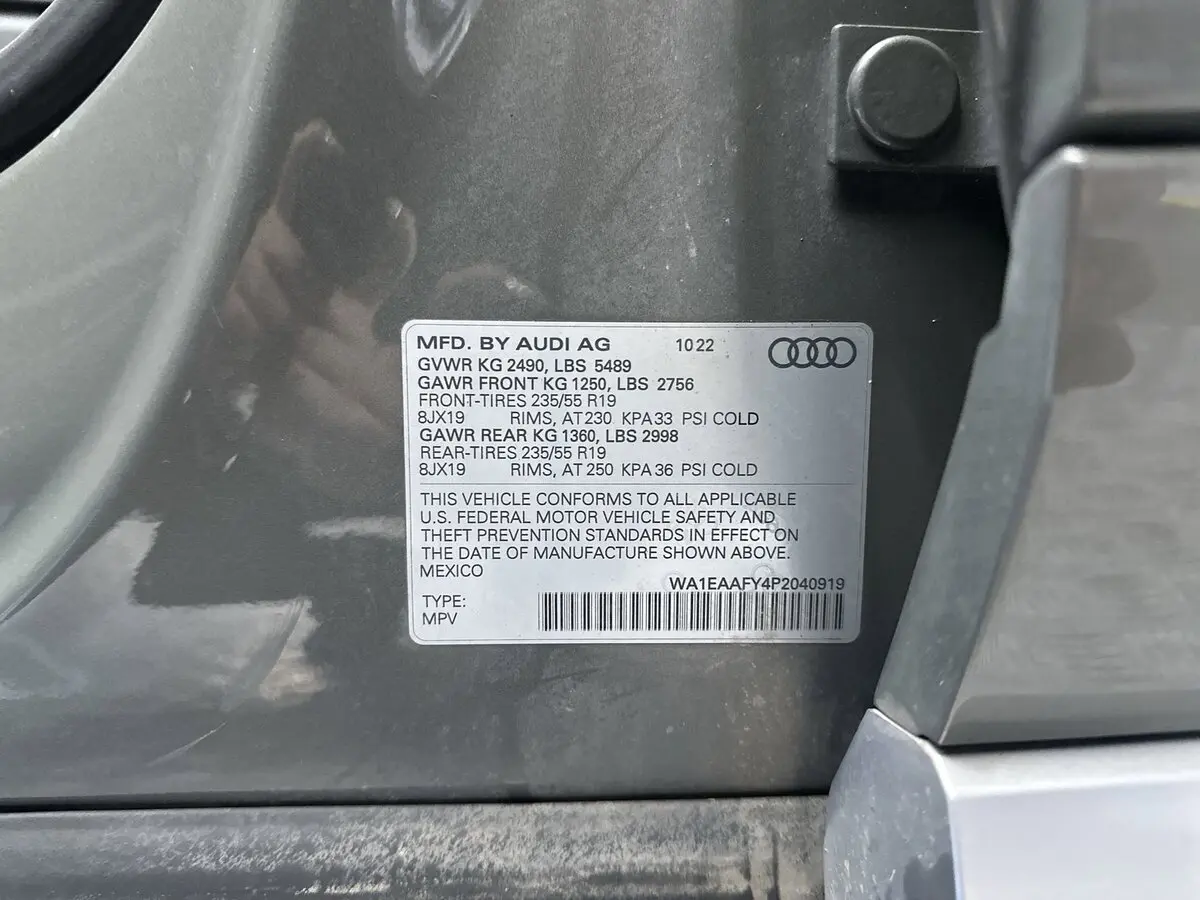 MFD. BY AUDI AG 10 22
GVWR KG 2490, LBS 5489
GAWR FRONT KG 1250, LBS 2756
FRONT-TIRES 235/55 R19
8JX19 RIMS, AT 230 KPA 33 PSI COLD
GAWR REAR KG 1360, LBS 2998
REAR-TIRES 235/55 R19
8JX19 RIMS, AT 250 KPA 36 PSI COLD
THIS VEHICLE CONFORMS TO ALL APPLICABLE
U.S. FEDERAL MOTOR VEHICLE SAFETY AND
THEFT PREVENTION STANDARDS IN EFFECT ON
THE DATE OF MANUFACTURE SHOWN ABOVE.
MEXICO
WA1EAAFY4P2040919
TYPE:
MPV